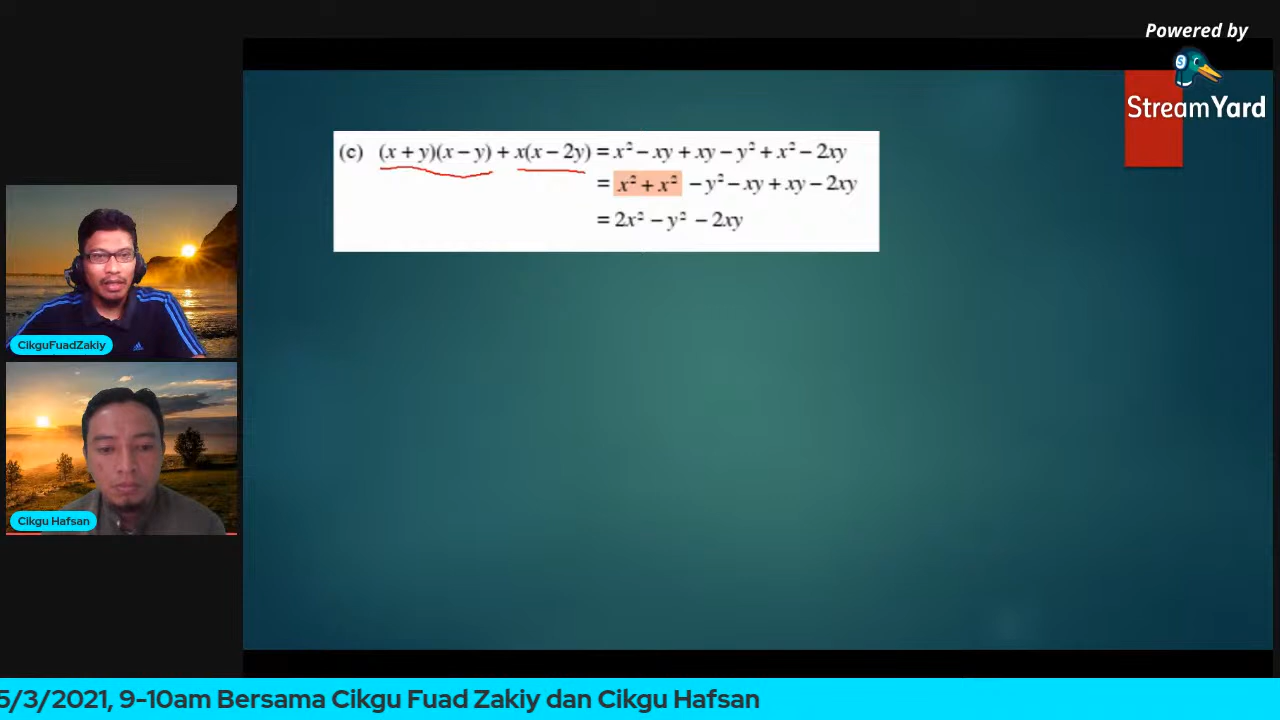 Powered by
StreamYard
(c) (x + y)(x − y) + x(x − 2y) = x² − xy + xy − y² + x² − 2xy
= x² + x² − y² − xy + xy − 2xy
= 2x² − y² − 2xy
CikguFuadZakiy
Cikgu Hafsan
5/3/2021, 9-10am Bersama Cikgu Fuad Zakiy dan Cikgu Hafsan